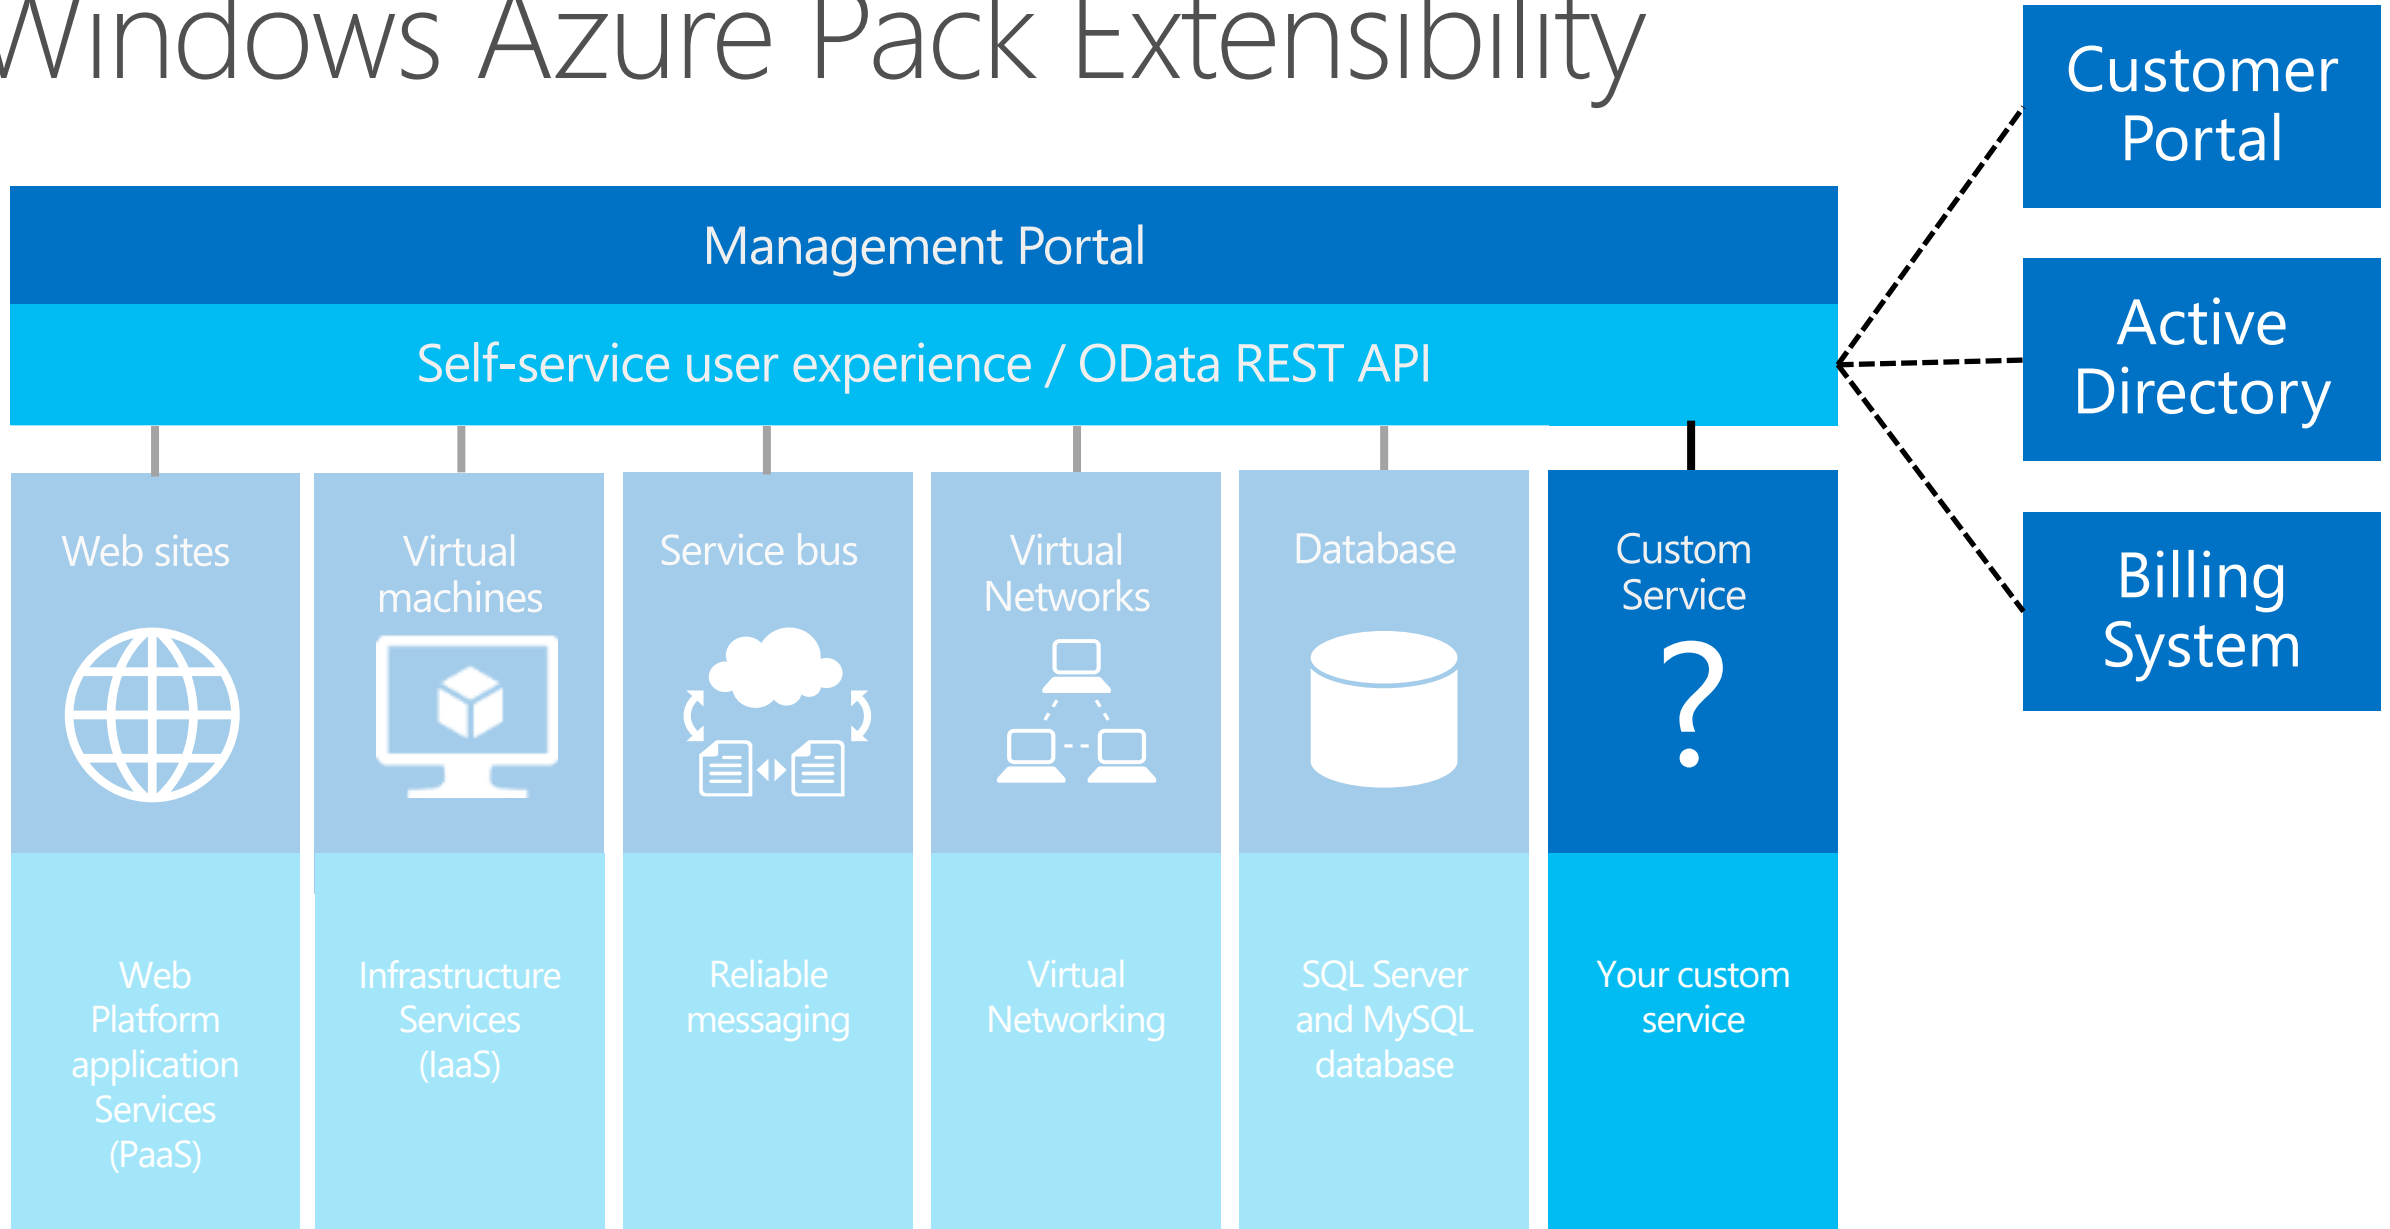 Windows Azure Pack Extensibility
Customer
Portal
Management Portal
Self-service user experience / OData REST API
Active
Directory
Billing
System
Web sites
Virtual
machines
Service bus
Virtual
Networks
Database
Custom
Service
?
Web
Platform
application
Services
(PaaS)
Infrastructure
Services
(IaaS)
Reliable
messaging
Virtual
Networking
SQL Server
and MySQL
database
Your custom
service